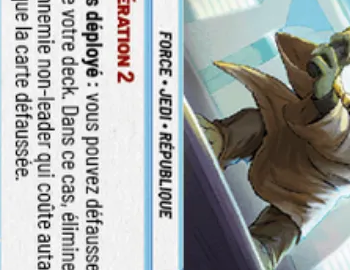 FORCE • JEDI • RÉPUBLIQUE
ÉRATION 2
s déployé : vous pouvez défausse
e votre deck. Dans ce cas, élimine
nnemie non-leader qui coûte auta
que la carte défaussée.